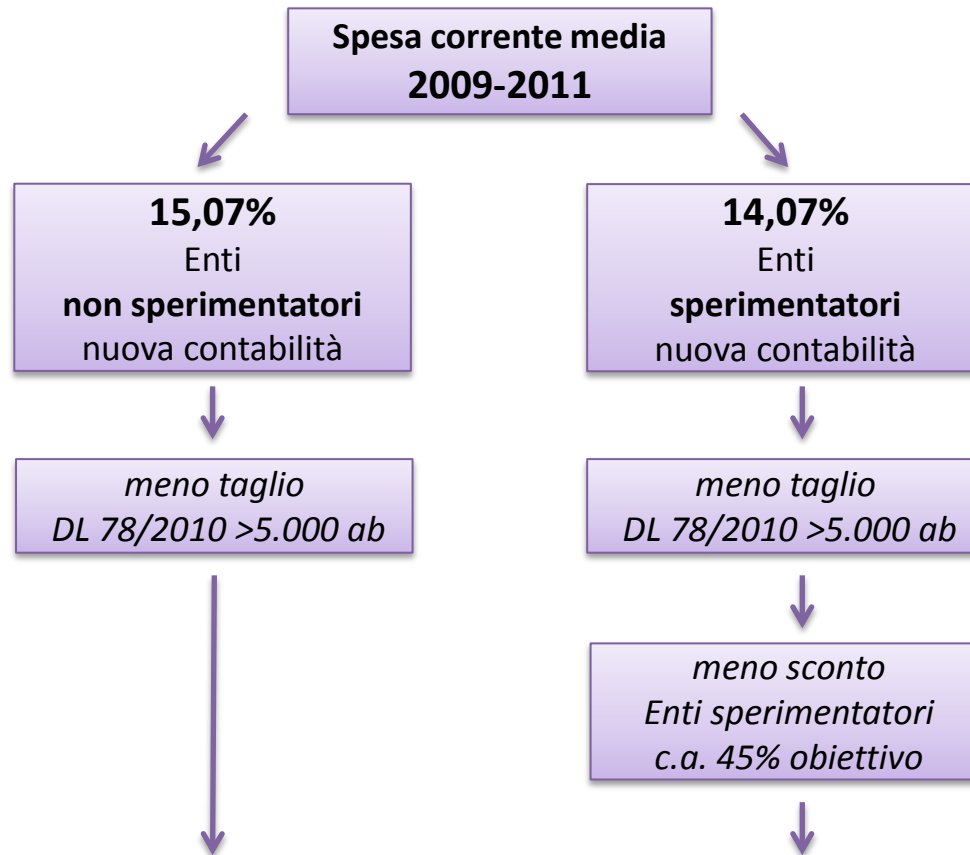 Spesa corrente media
2009-2011
15,07%
Enti
non sperimentatori
nuova contabilità
14,07%
Enti
sperimentatori
nuova contabilità
meno taglio
DL 78/2010 >5.000 ab
meno taglio
DL 78/2010 >5.000 ab
meno sconto
Enti sperimentatori
c.a. 45% obiettivo